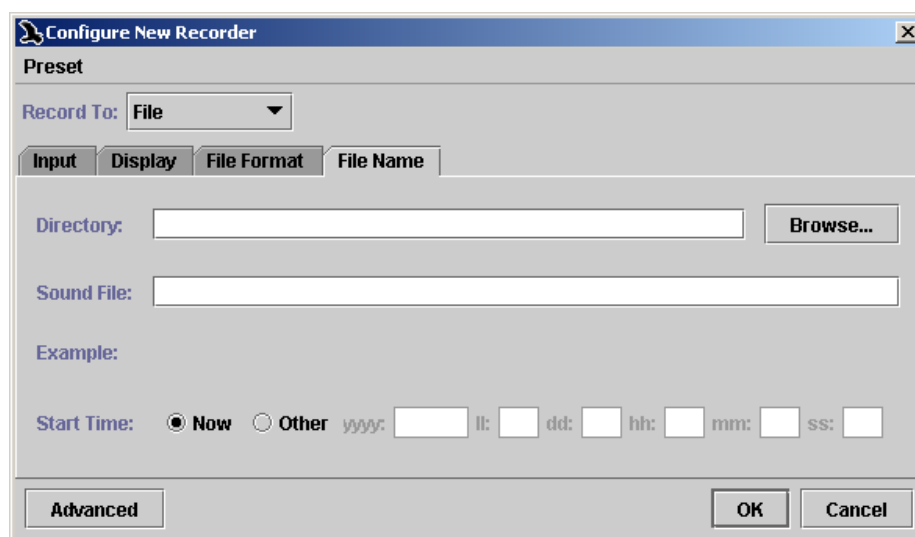 Configure New Recorder
Preset
Record To: File
Input Display File Format File Name
Directory: Browse...
Sound File:
Example:
Start Time: Now Other yyyy: ll: dd: hh: mm: ss:
Advanced OK Cancel